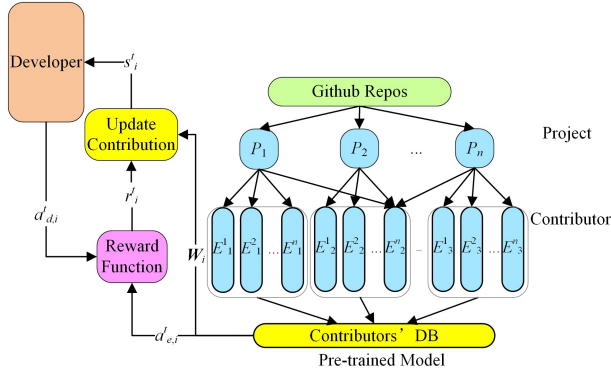 Developer
s^t_i
Github Repos
Update
Contribution
Project
P_1
P_2
...
P_n
a^t_{d,i}
r^t_i
Contributor
W_i
E^1_1
E^2_1
...
E^n_1
E^1_2
E^2_2
...
E^n_2
...
E^1_3
E^2_3
...
E^n_3
Reward
Function
a^t_{e,i}
Contributors' DB
Pre-trained Model